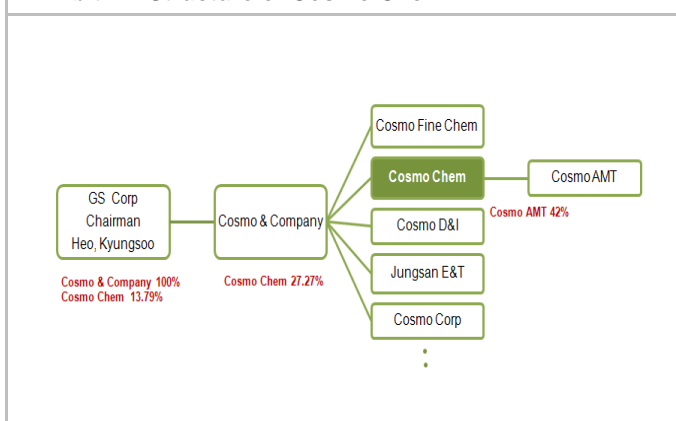 GS Corp
Chairman
Heo, Kyungsoo
Cosmo & Company 100%
Cosmo Chem 13.79%
Cosmo & Company
Cosmo Chem 27.27%
Cosmo Fine Chem
Cosmo Chem
Cosmo D&I
Jungsan E&T
Cosmo Corp
Cosmo AMT
Cosmo AMT 42%